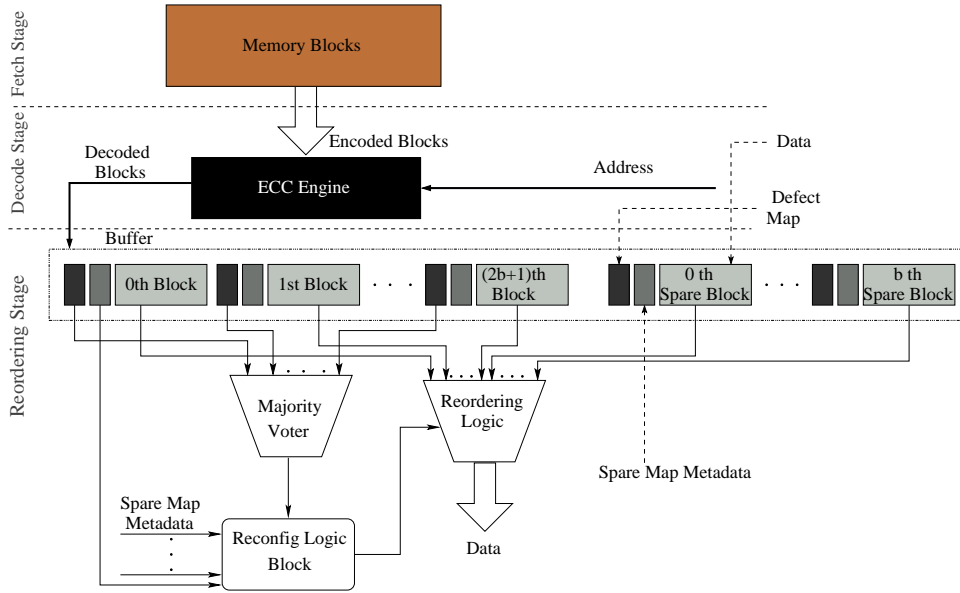 Fetch Stage
Memory Blocks
Encoded Blocks
Decode Stage
Decoded
Blocks
ECC Engine
Address
Data
Defect
Map
Buffer
Reordering Stage
0th Block
1st Block
. . .
(2b+1)th
Block
0 th
Spare Block
. . .
b th
Spare Block
. . . .
. . . . . . .
Majority
Voter
Reordering
Logic
Spare Map Metadata
Spare Map
Metadata
Reconfig Logic
Block
Data